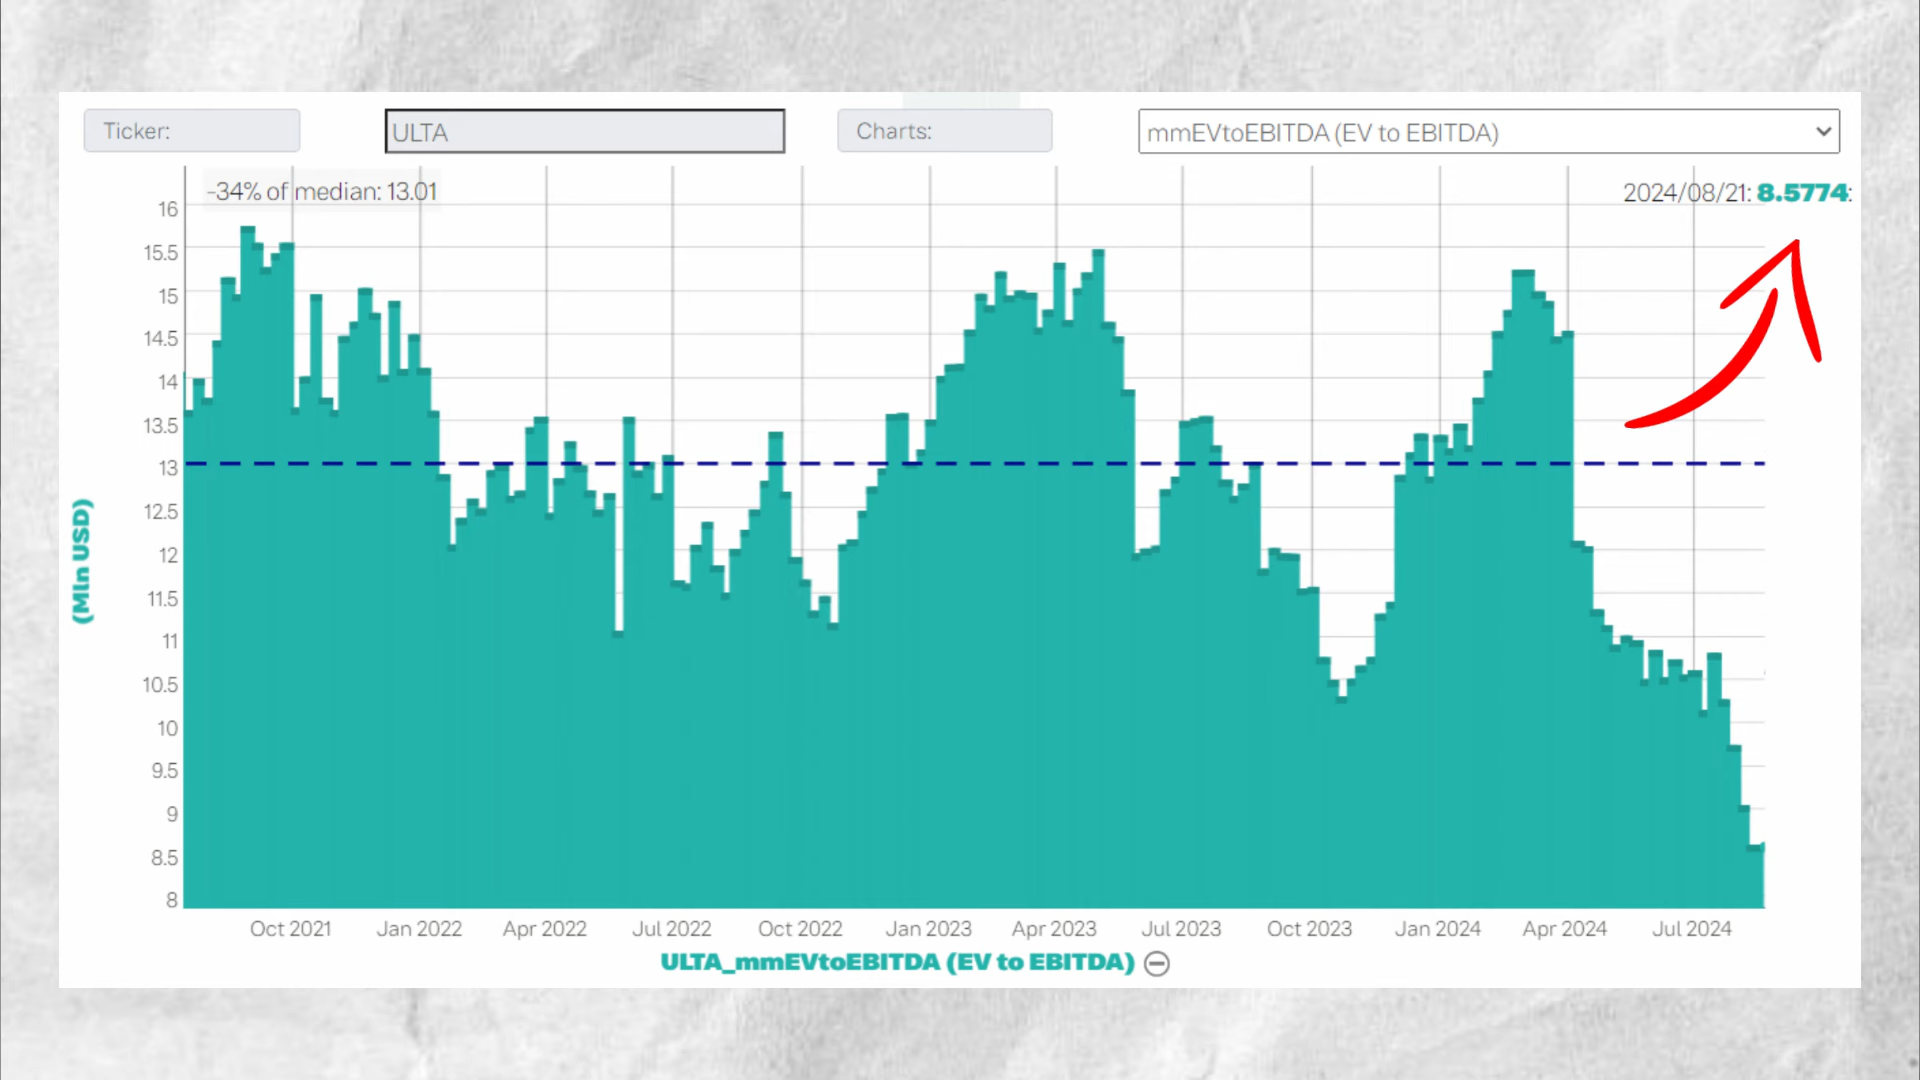 Ticker:
ULTA
Charts:
mmEVtoEBITDA (EV to EBITDA)
-34% of median: 13.01
2024/08/21: 8.5774:
16
15.5
15
14.5
14
13.5
13
12.5
12
11.5
11
10.5
10
9.5
9
8.5
8
(Mln USD)
Oct 2021
Jan 2022
Apr 2022
Jul 2022
Oct 2022
Jan 2023
Apr 2023
Jul 2023
Oct 2023
Jan 2024
Apr 2024
Jul 2024
ULTA_mmEVtoEBITDA (EV to EBITDA)